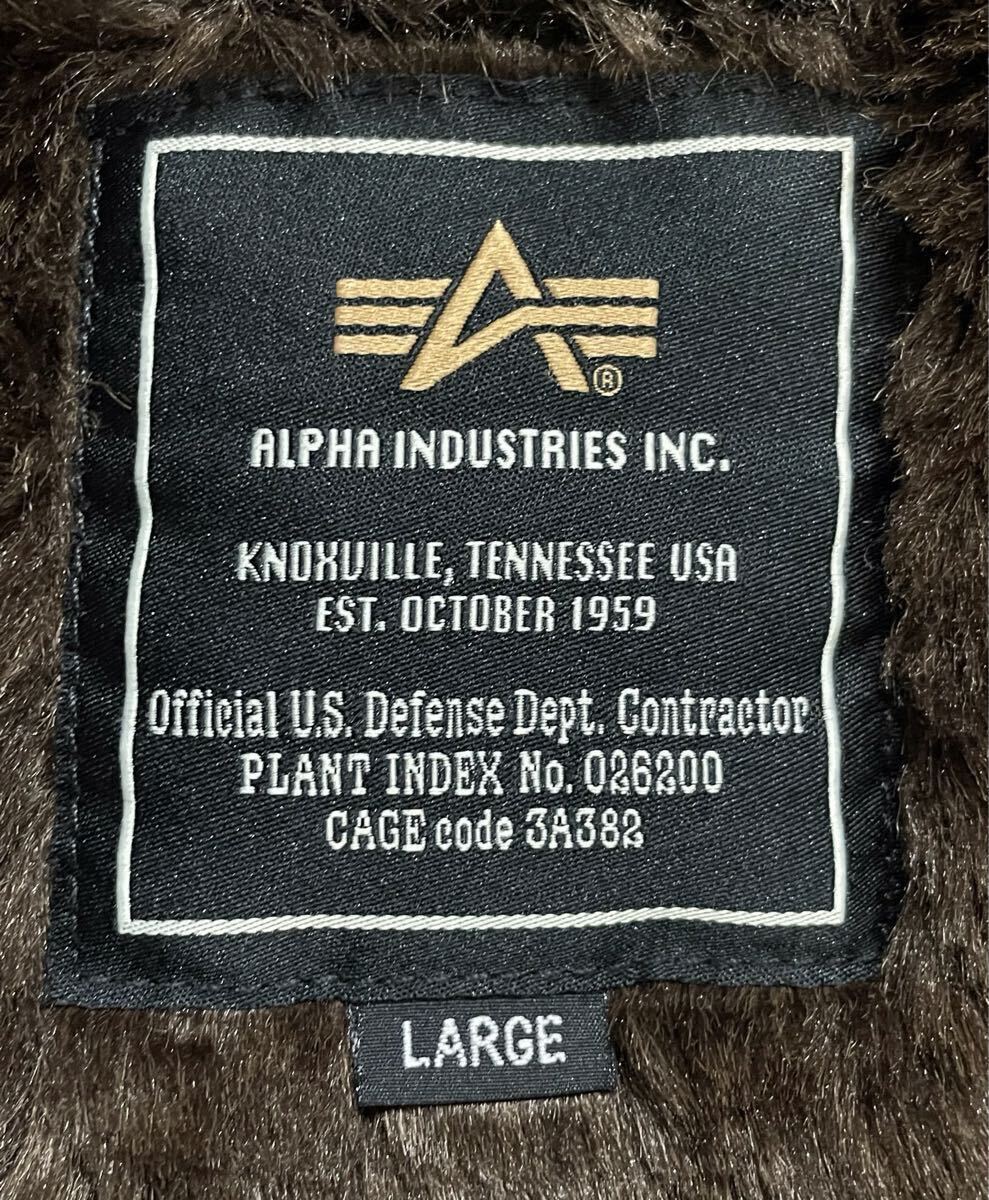 ®
ALPHA INDUSTRIES INC.
KNOXVILLE, TENNESSEE USA
EST. OCTOBER 1959
Official U.S. Defense Dept. Contractor
PLANT INDEX No. 026200
CAGE code 3A382
LARGE